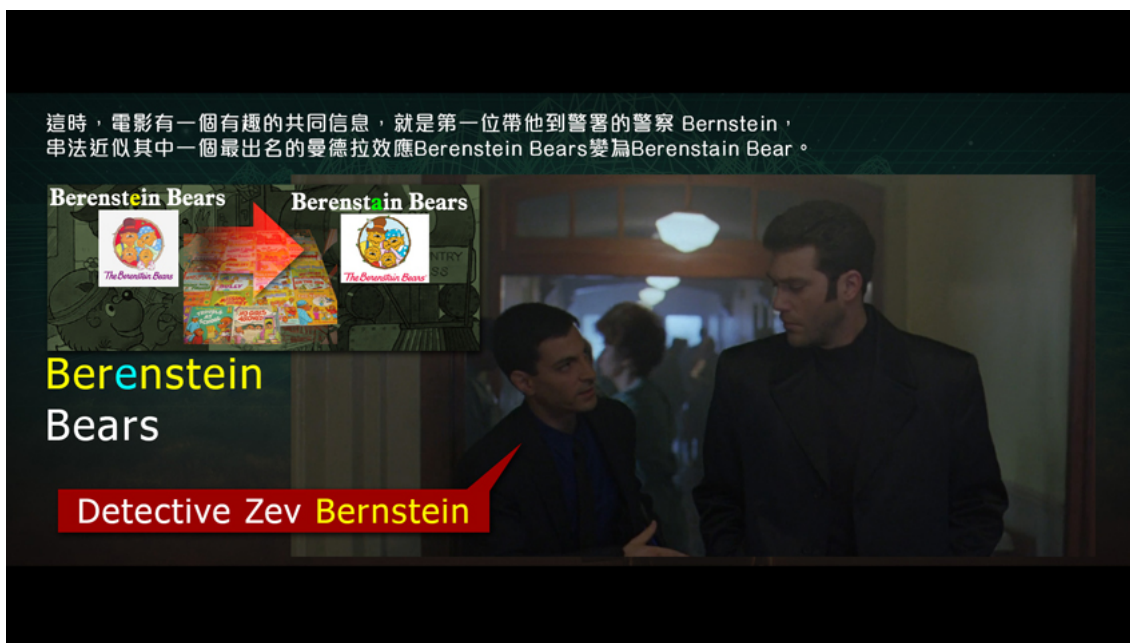 這時，電影有一個有趣的共同信息，就是第一位帶他到警署的警察 Bernstein，
串法近似其中一個最出名的曼德拉效應Berenstein Bears變爲Berenstain Bear。
Berenstein Bears
Berenstain Bears
The Berenstein Bears
The Berenstain Bears
Berenstein
Bears
Detective Zev Bernstein